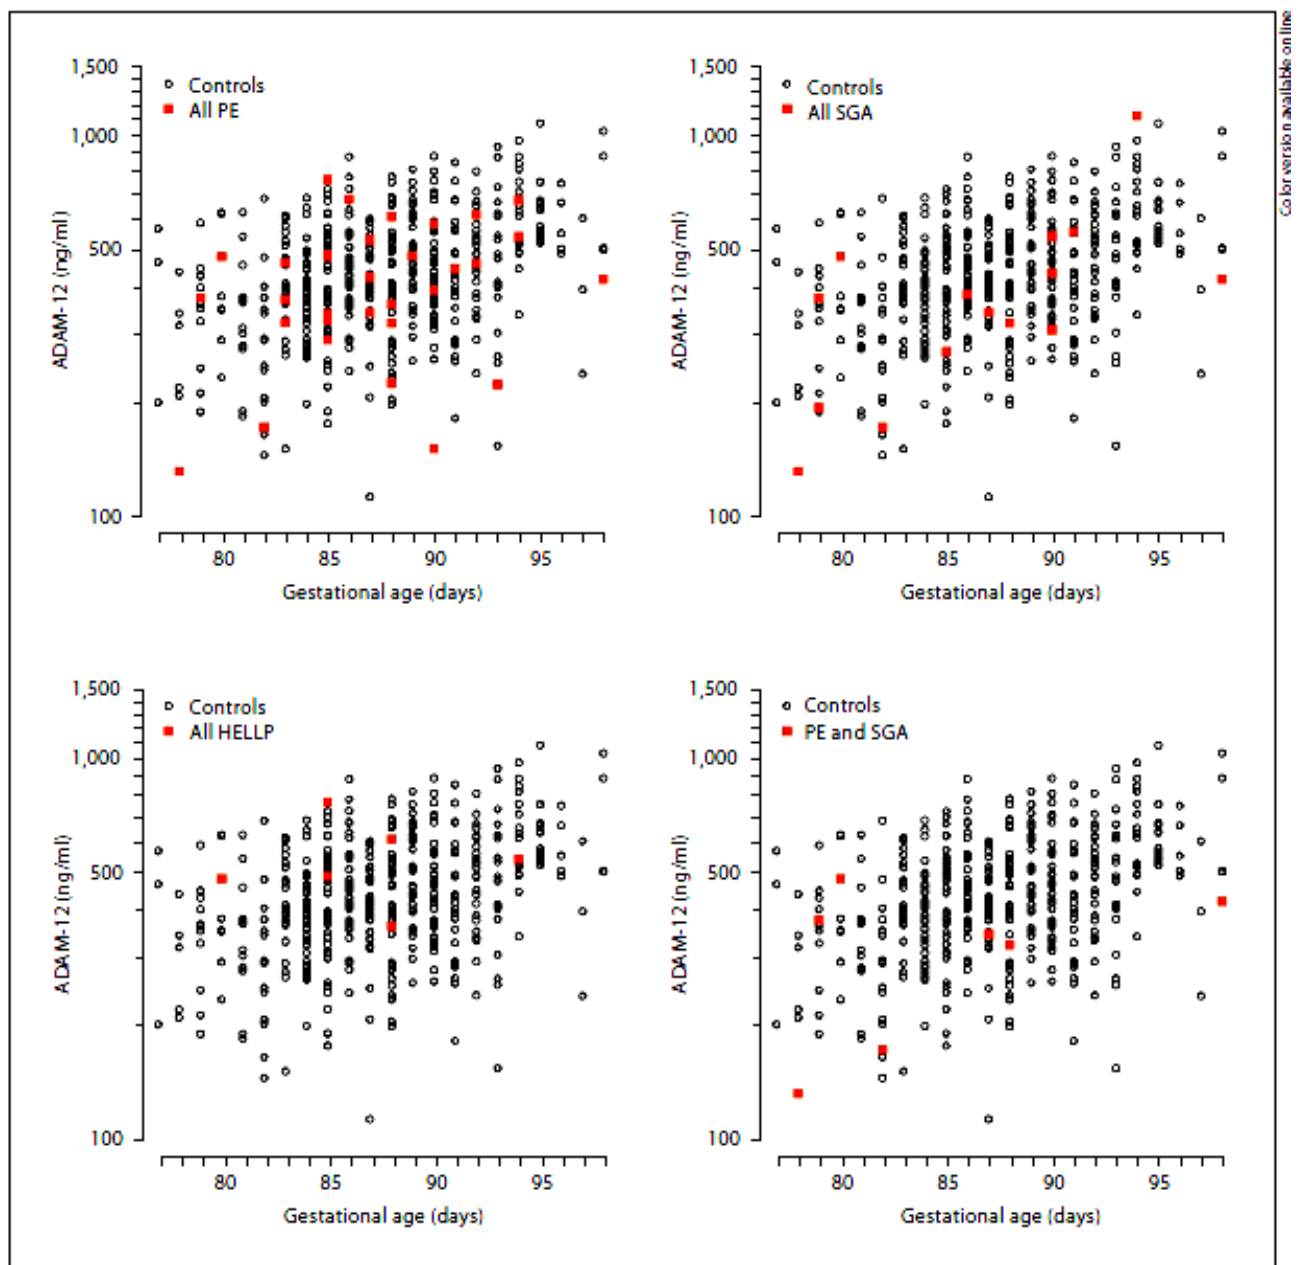 1,500
1,000
500
100
ADAM-12 (ng/ml)
Controls
All PE
80 85 90 95
Gestational age (days)
1,500
1,000
500
100
ADAM-12 (ng/ml)
Controls
All SGA
80 85 90 95
Gestational age (days)
Color version available online
1,500
1,000
500
100
ADAM-12 (ng/ml)
Controls
All HELLP
80 85 90 95
Gestational age (days)
1,500
1,000
500
100
ADAM-12 (ng/ml)
Controls
PE and SGA
80 85 90 95
Gestational age (days)